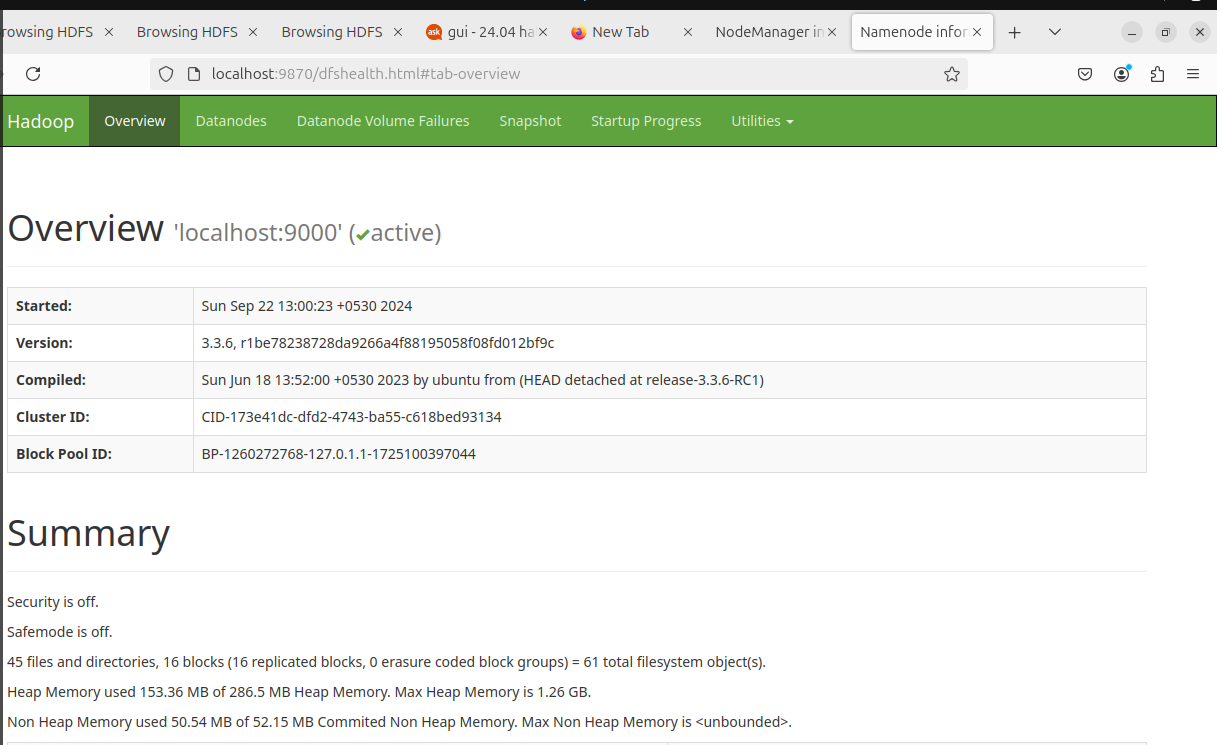 rowsing HDFS Browsing HDFS Browsing HDFS ask gui - 24.04 ha New Tab NodeManager in Namenode infor
localhost:9870/dfshealth.html#tab-overview
Hadoop Overview Datanodes Datanode Volume Failures Snapshot Startup Progress Utilities
Overview 'localhost:9000' (✔active)
Started: Sun Sep 22 13:00:23 +0530 2024
Version: 3.3.6, r1be78238728da9266a4f88195058f08fd012bf9c
Compiled: Sun Jun 18 13:52:00 +0530 2023 by ubuntu from (HEAD detached at release-3.3.6-RC1)
Cluster ID: CID-173e41dc-dfd2-4743-ba55-c618bed93134
Block Pool ID: BP-1260272768-127.0.1.1-1725100397044
Summary
Security is off.
Safemode is off.
45 files and directories, 16 blocks (16 replicated blocks, 0 erasure coded block groups) = 61 total filesystem object(s).
Heap Memory used 153.36 MB of 286.5 MB Heap Memory. Max Heap Memory is 1.26 GB.
Non Heap Memory used 50.54 MB of 52.15 MB Commited Non Heap Memory. Max Non Heap Memory is <unbounded>.